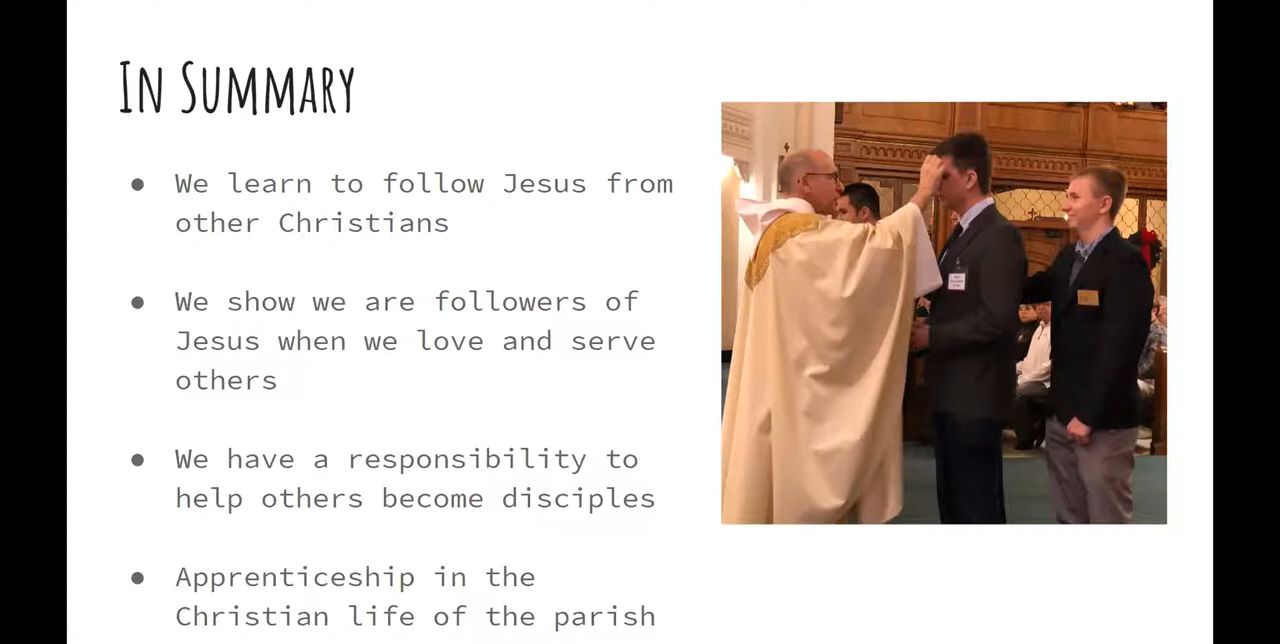 In Summary
● We learn to follow Jesus from
other Christians
● We show we are followers of
Jesus when we love and serve
others
● We have a responsibility to
help others become disciples
● Apprenticeship in the
Christian life of the parish